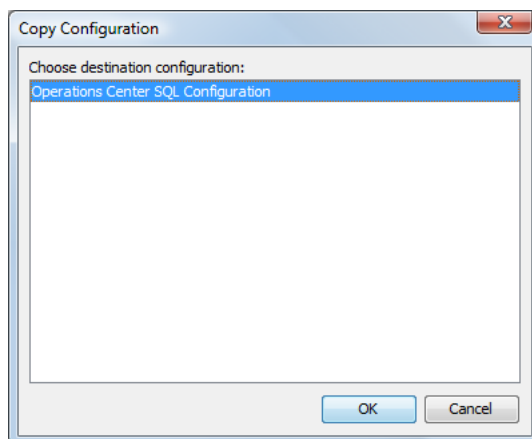 Copy Configuration
Choose destination configuration:
Operations Center SQL Configuration
OK Cancel